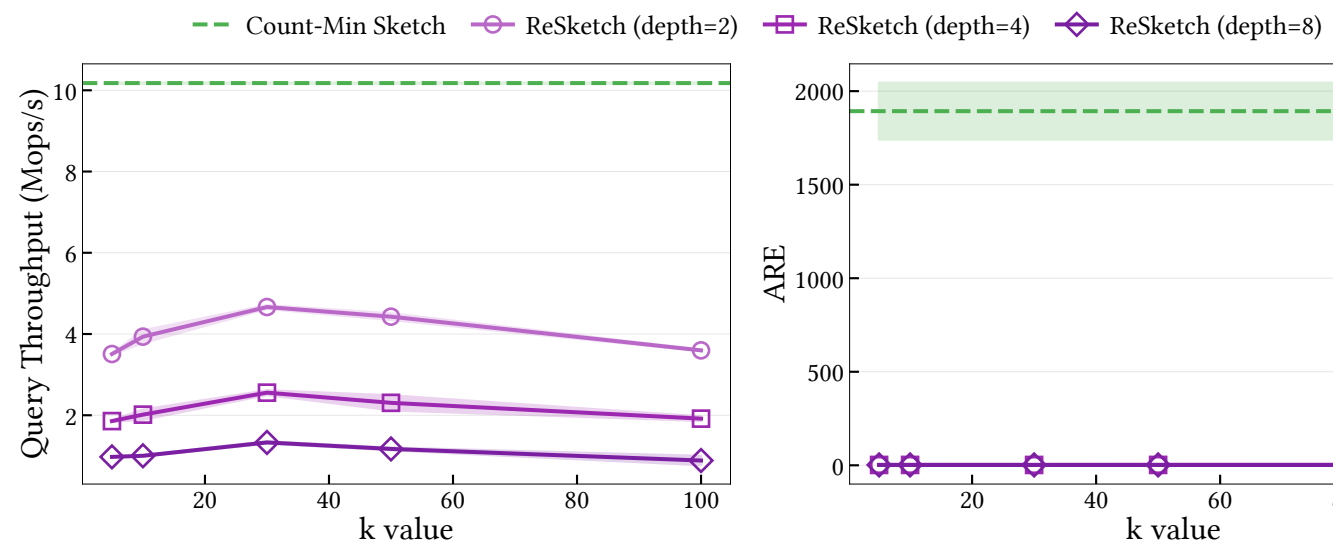 Count-Min Sketch ReSketch (depth=2) ReSketch (depth=4) ReSketch (depth=8)
Query Throughput (Mops/s)
10
8
6
4
2
20 40 60 80 100
k value
ARE
2000
1500
1000
500
0
20 40 60
k value